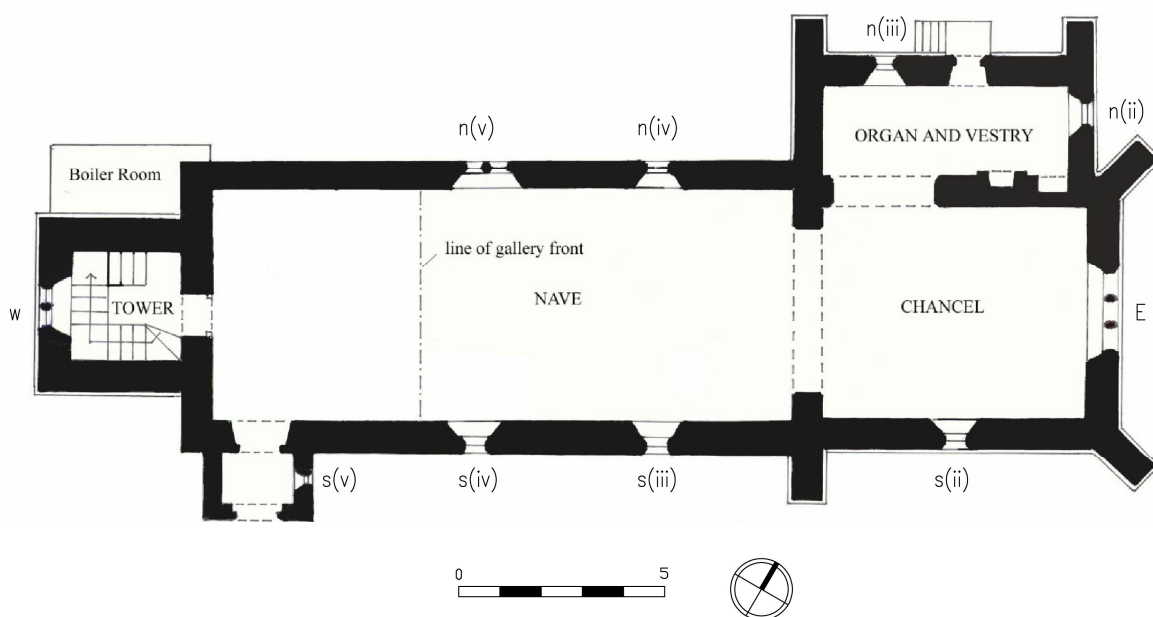 n(iii)
n(ii)
ORGAN AND VESTRY
n(v)
n(iv)
Boiler Room
line of gallery front
TOWER
NAVE
CHANCEL
w
E
s(v)
s(iv)
s(iii)
s(ii)
0
5